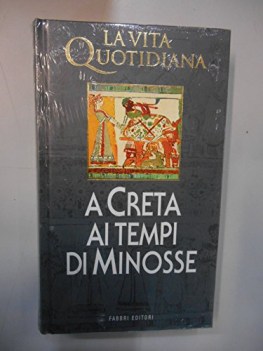 LA VITA
QUOTIDIANA
A CRETA
AI TEMPI
DI MINOSSE
FABBRI EDITORI